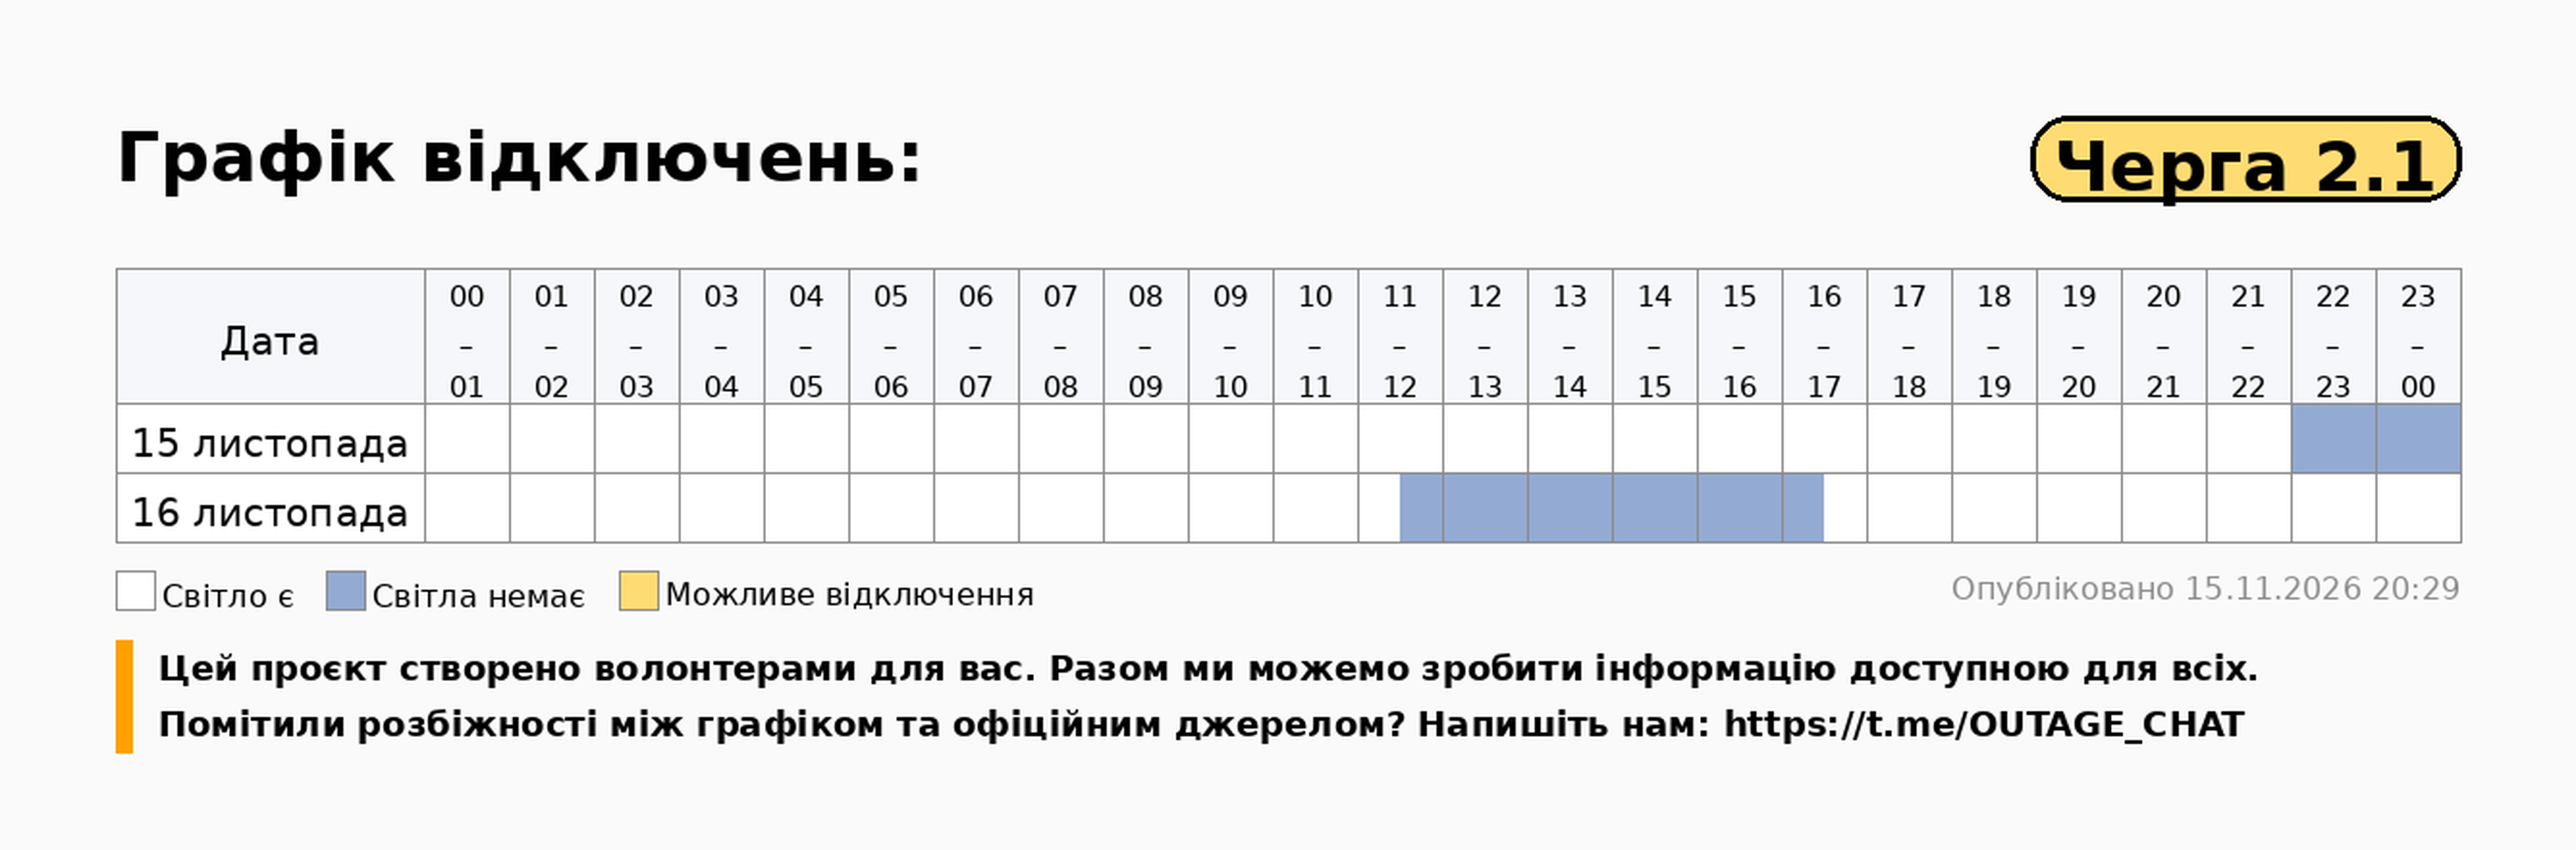 Графік відключень:
Черга 2.1
Дата 00 – 01 01 – 02 02 – 03 03 – 04 04 – 05 05 – 06 06 – 07 07 – 08 08 – 09 09 – 10 10 – 11 11 – 12 12 – 13 13 – 14 14 – 15 15 – 16 16 – 17 17 – 18 18 – 19 19 – 20 20 – 21 21 – 22 22 – 23 23 – 00
15 листопада
16 листопада
Світло є Світла немає Можливе відключення
Опубліковано 15.11.2026 20:29
Цей проєкт створено волонтерами для вас. Разом ми можемо зробити інформацію доступною для всіх.
Помітили розбіжності між графіком та офіційним джерелом? Напишіть нам: https://t.me/OUTAGE_CHAT